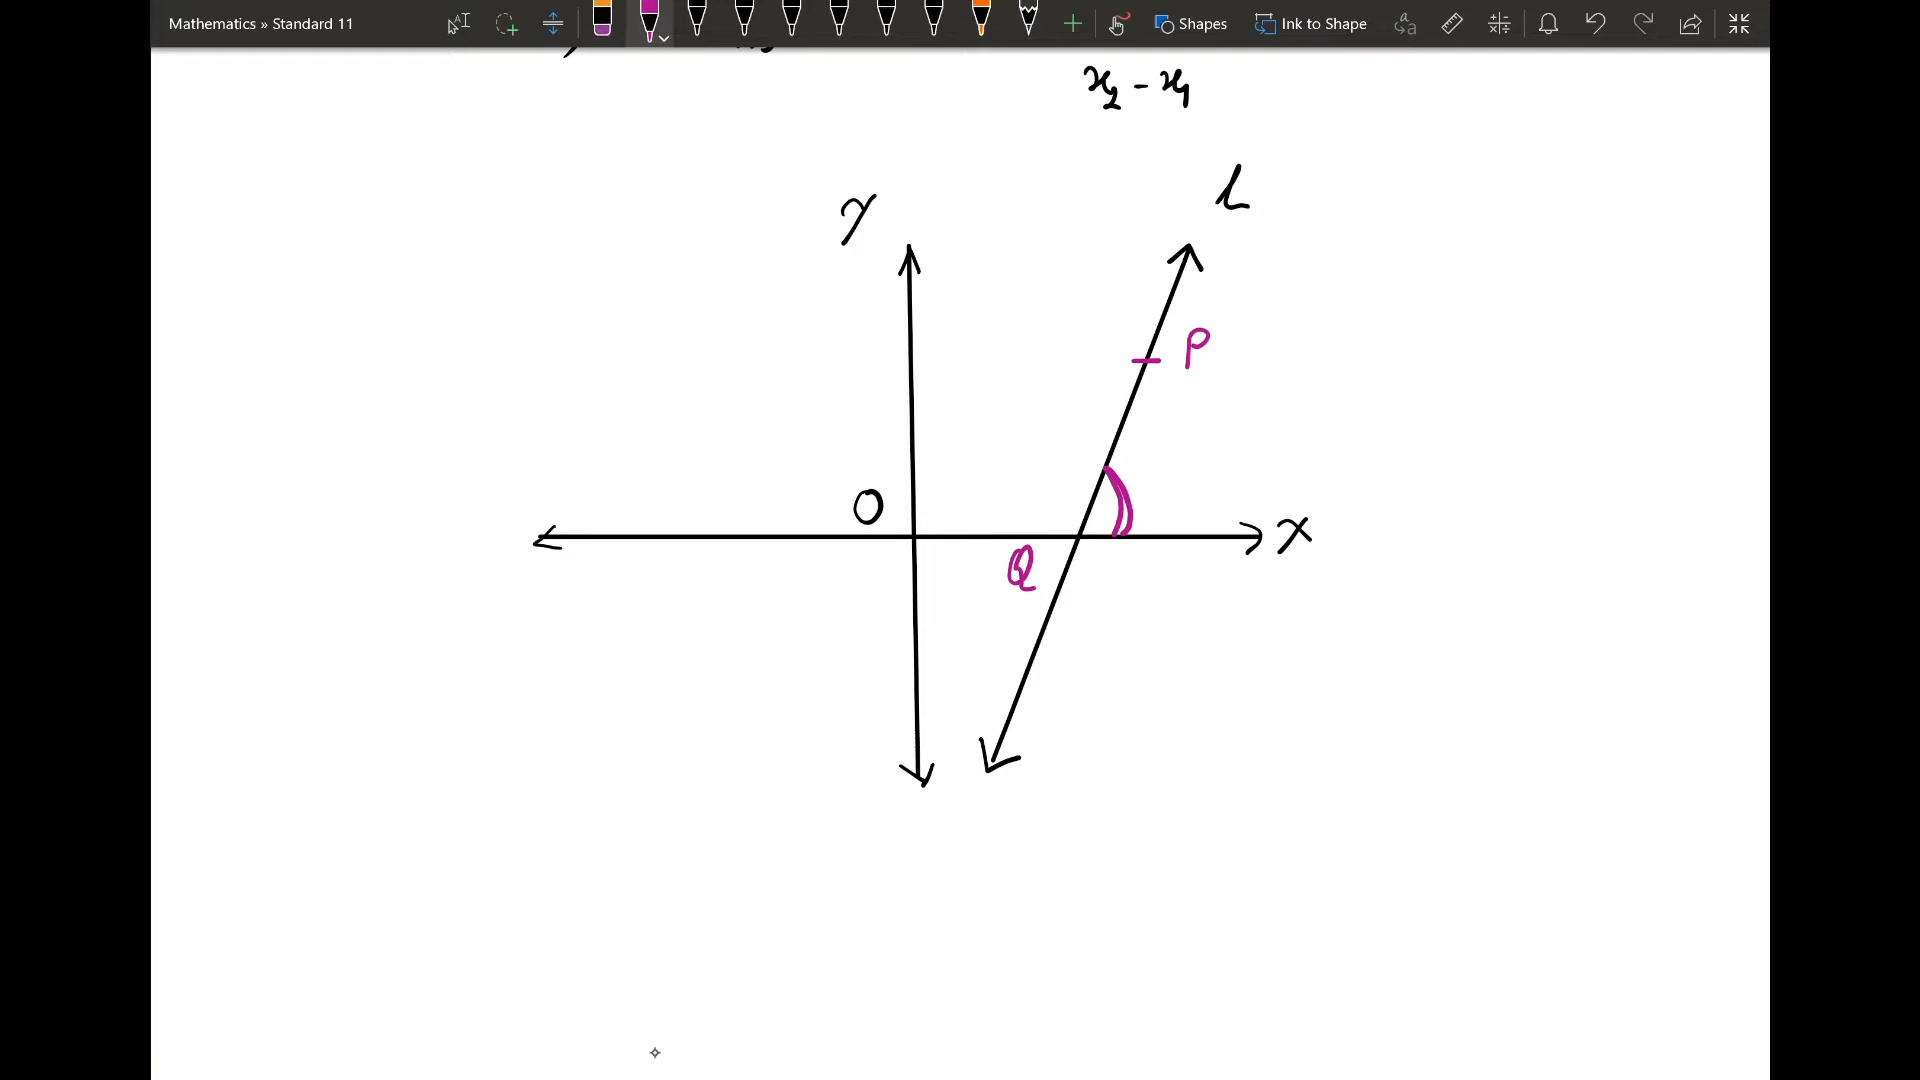 Mathematics » Standard 11
Shapes
Ink to Shape
x₂ - x₁
L
Y
P
O
X
Q